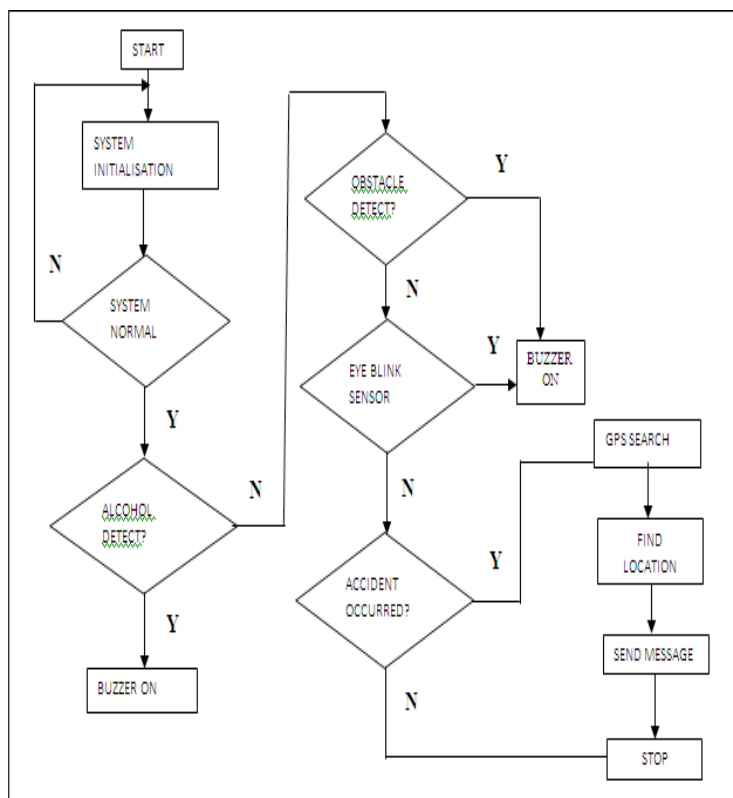 START
SYSTEM
INITIALISATION
N
SYSTEM
NORMAL
Y
ALCOHOL
DETECT?
N
Y
BUZZER ON
OBSTACLE
DETECT?
Y
N
EYE BLINK
SENSOR
Y
BUZZER
ON
N
ACCIDENT
OCCURRED?
Y
GPS SEARCH
FIND
LOCATION
SEND MESSAGE
N
STOP